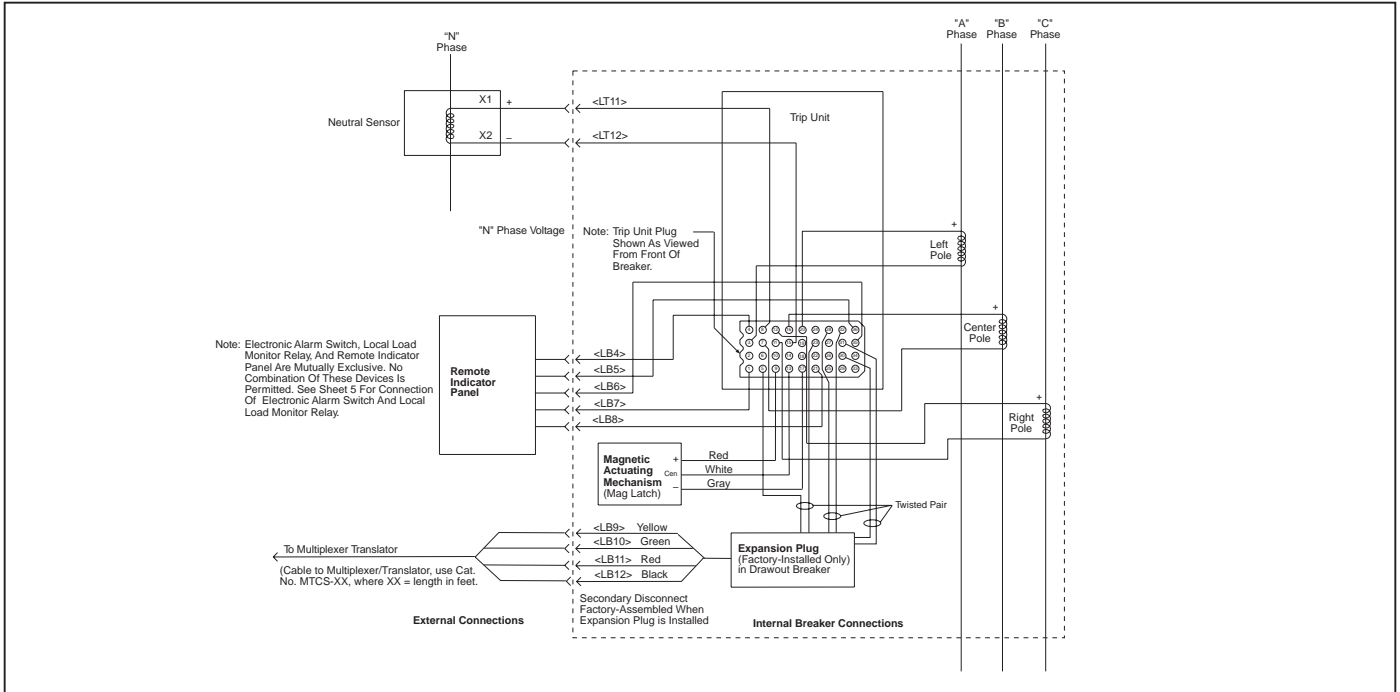 "A"
Phase
"B"
Phase
"C"
Phase
"N"
Phase
Neutral Sensor
X1
+
X2
–
<LT11>
<LT12>
Trip Unit
"N" Phase Voltage
Note: Trip Unit Plug
Shown As Viewed
From Front Of
Breaker.
+
Left
Pole
+
Center
Pole
+
Right
Pole
Note: Electronic Alarm Switch, Local Load
Monitor Relay, And Remote Indicator
Panel Are Mutually Exclusive. No
Combination Of These Devices Is
Permitted. See Sheet 5 For Connection
Of Electronic Alarm Switch And Local
Load Monitor Relay.
Remote
Indicator
Panel
<LB4>
<LB5>
<LB6>
<LB7>
<LB8>
Magnetic
Actuating
Mechanism
(Mag Latch)
+
Cen
–
Red
White
Gray
Twisted Pair
<LB9> Yellow
<LB10> Green
<LB11> Red
<LB12> Black
To Multiplexer Translator
(Cable to Multiplexer/Translator, use Cat.
No. MTCS-XX, where XX = length in feet.
Expansion Plug
(Factory-Installed Only)
in Drawout Breaker
Secondary Disconnect
Factory-Assembled When
Expansion Plug is Installed
External Connections
Internal Breaker Connections